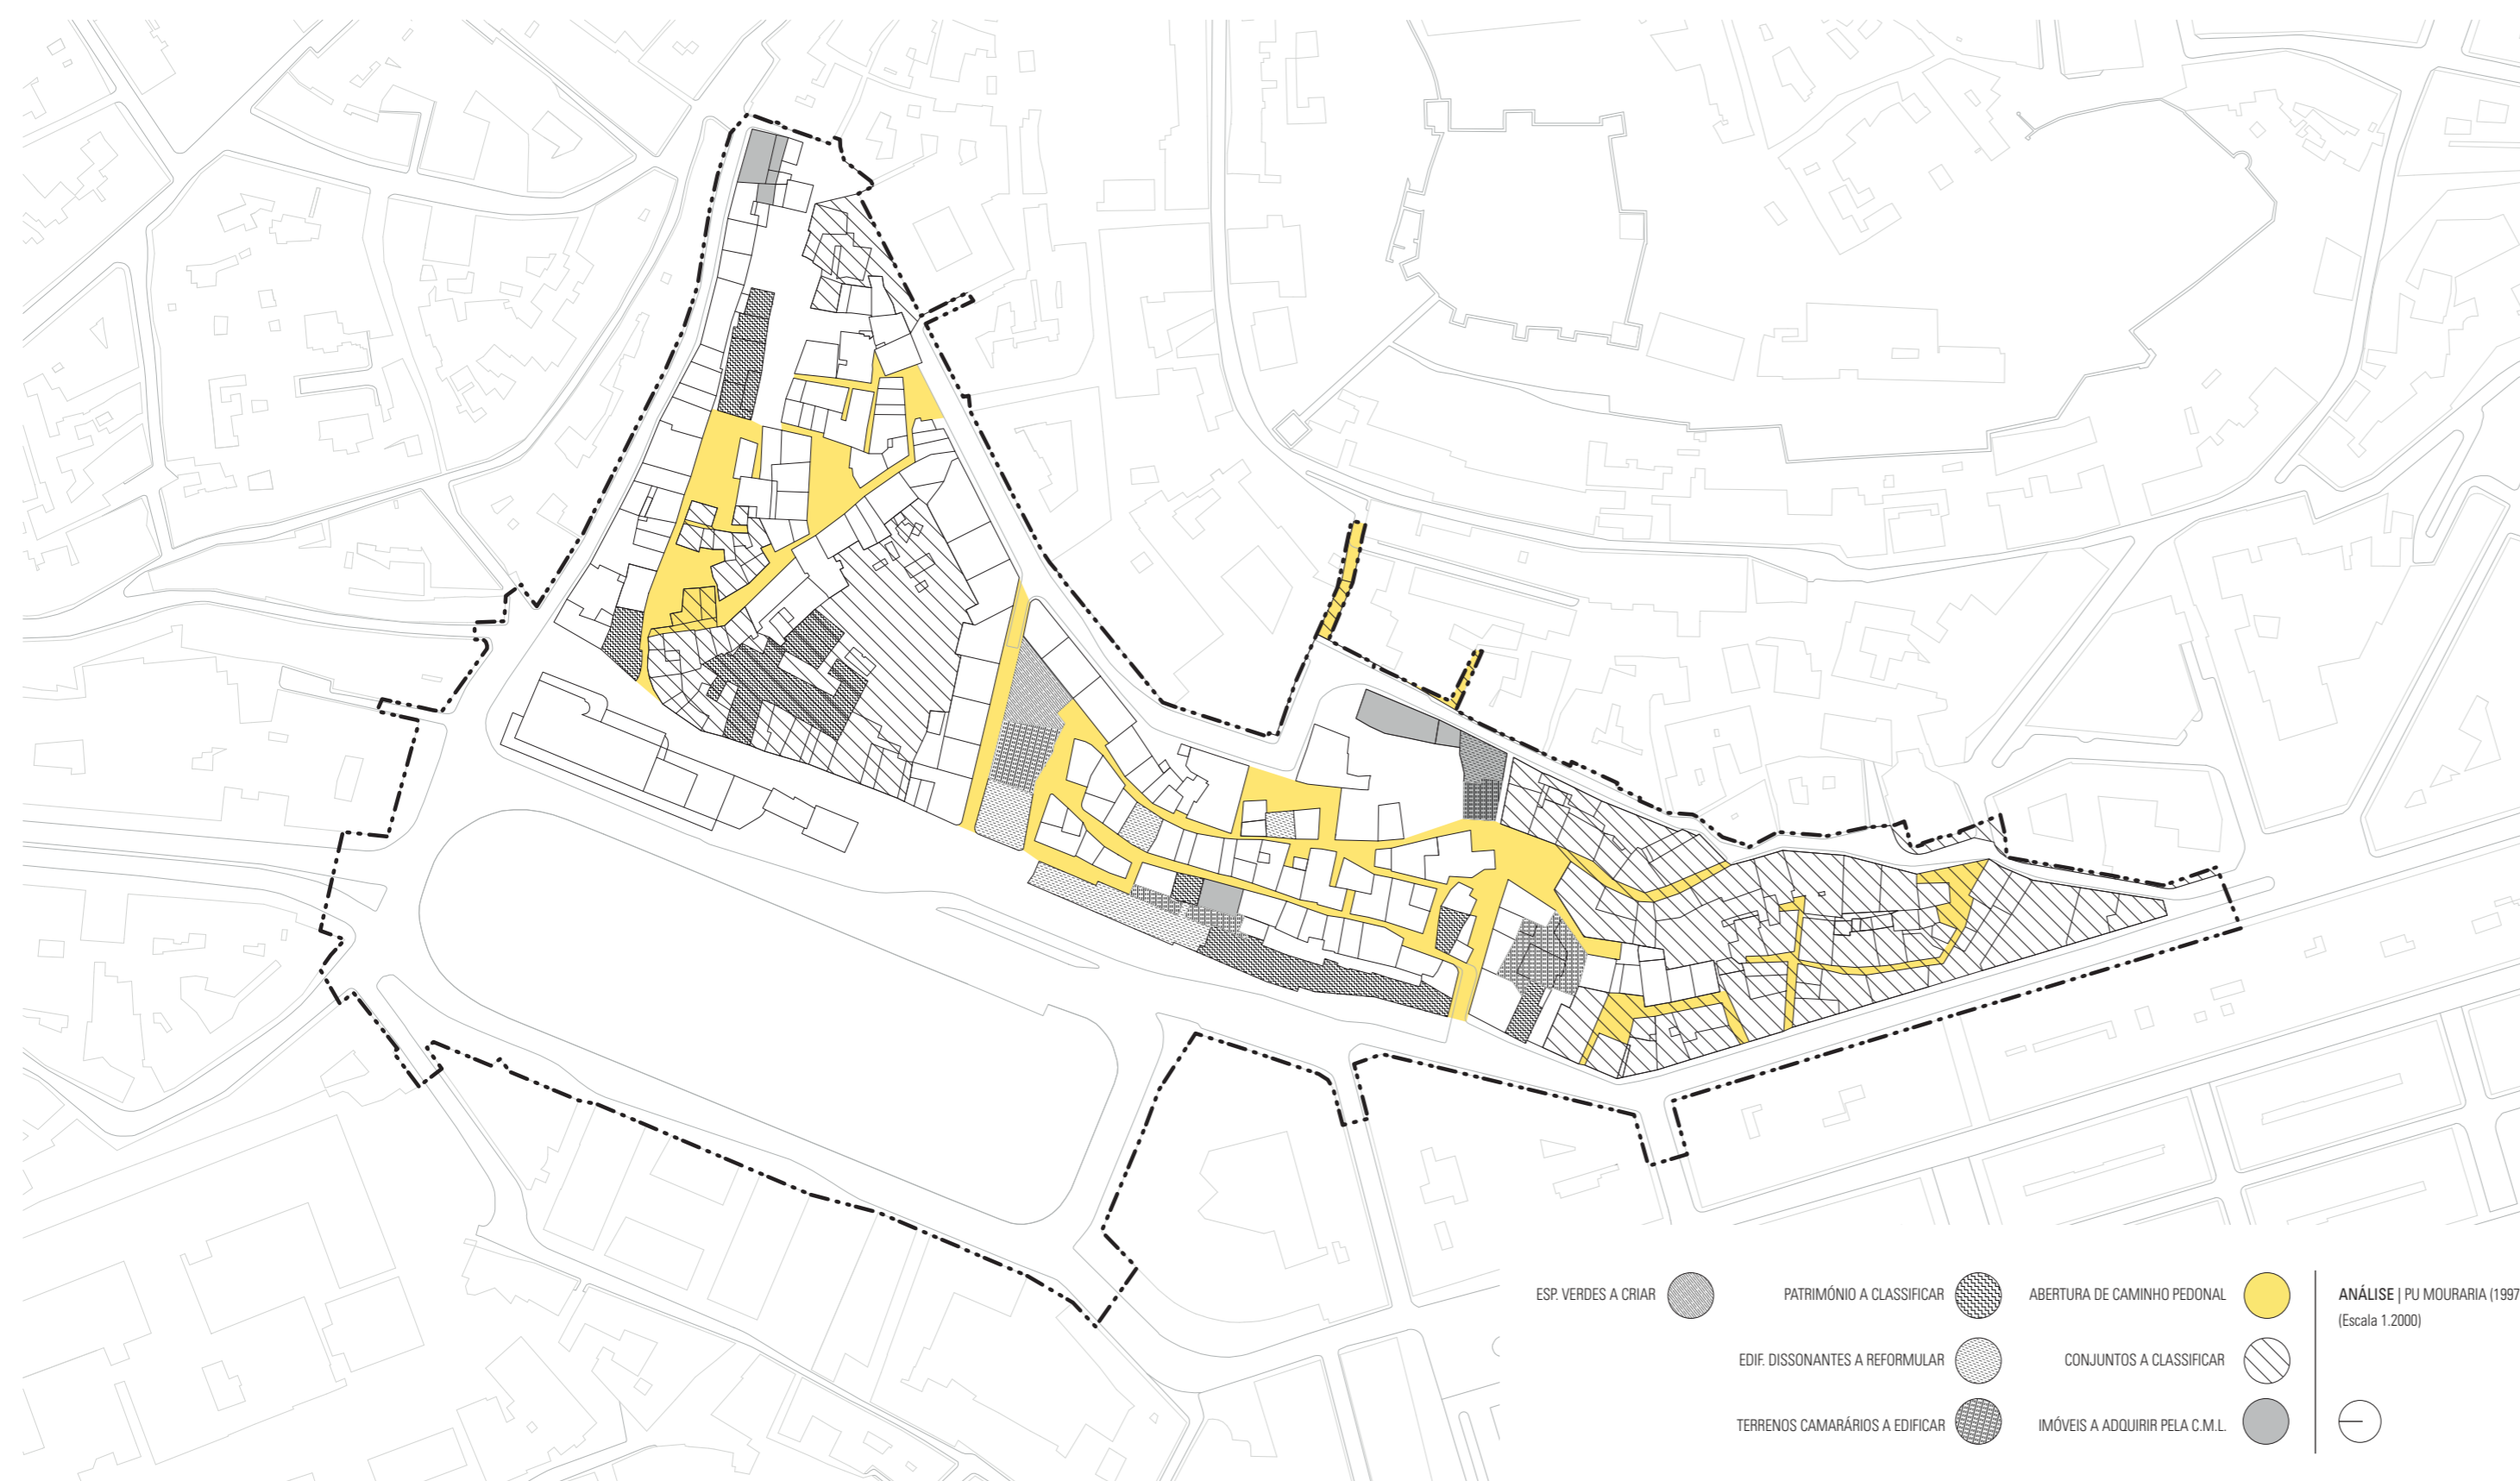 ESP. VERDES A CRIAR
PATRIMÓNIO A CLASSIFICAR
ABERTURA DE CAMINHO PEDONAL
ANÁLISE | PU MOURARIA (1997
(Escala 1.2000)
EDIF. DISSONANTES A REFORMULAR
CONJUNTOS A CLASSIFICAR
TERRENOS CAMARÁRIOS A EDIFICAR
IMÓVEIS A ADQUIRIR PELA C.M.L.